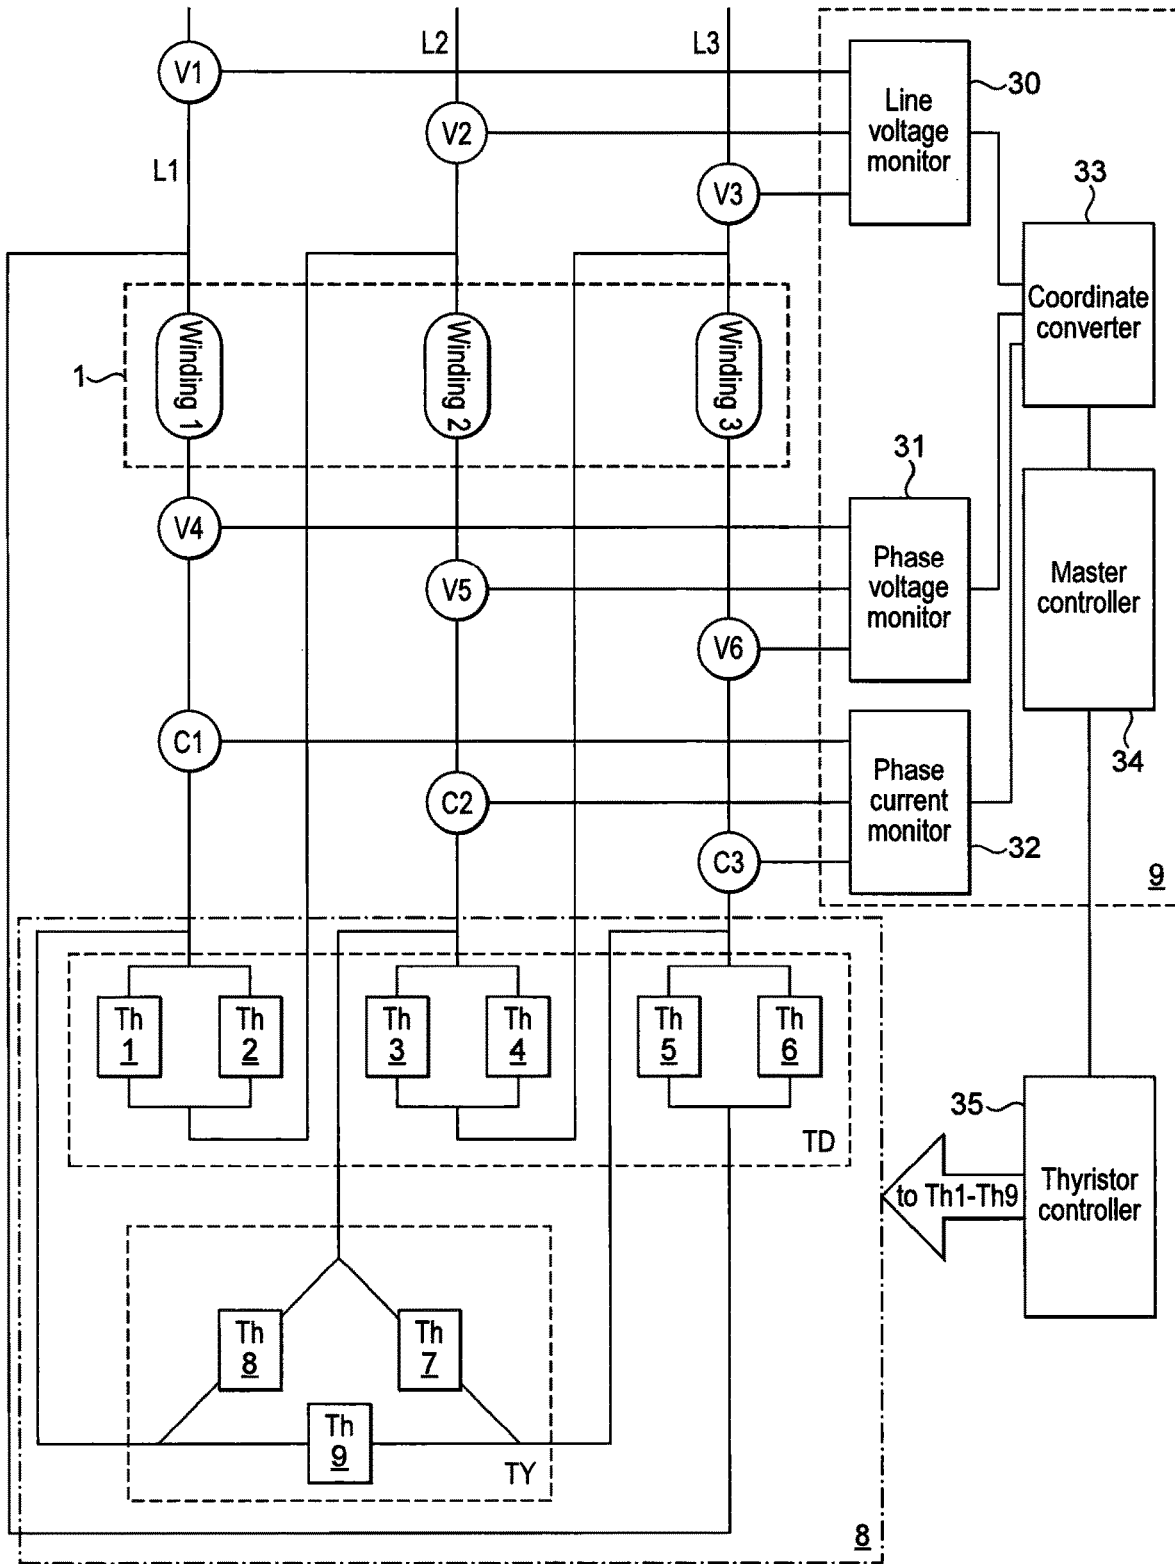 L2
L3
V1
30
Line
voltage
monitor
V2
L1
33
V3
Coordinate
converter
1
Winding 1
Winding 2
Winding 3
31
V4
Phase
voltage
monitor
Master
controller
V5
V6
C1
34
Phase
current
monitor
C2
32
C3
9
Th
1
Th
2
Th
3
Th
4
Th
5
Th
6
35
TD
to Th1-Th9
Thyristor
controller
Th
8
Th
7
Th
9
TY
8